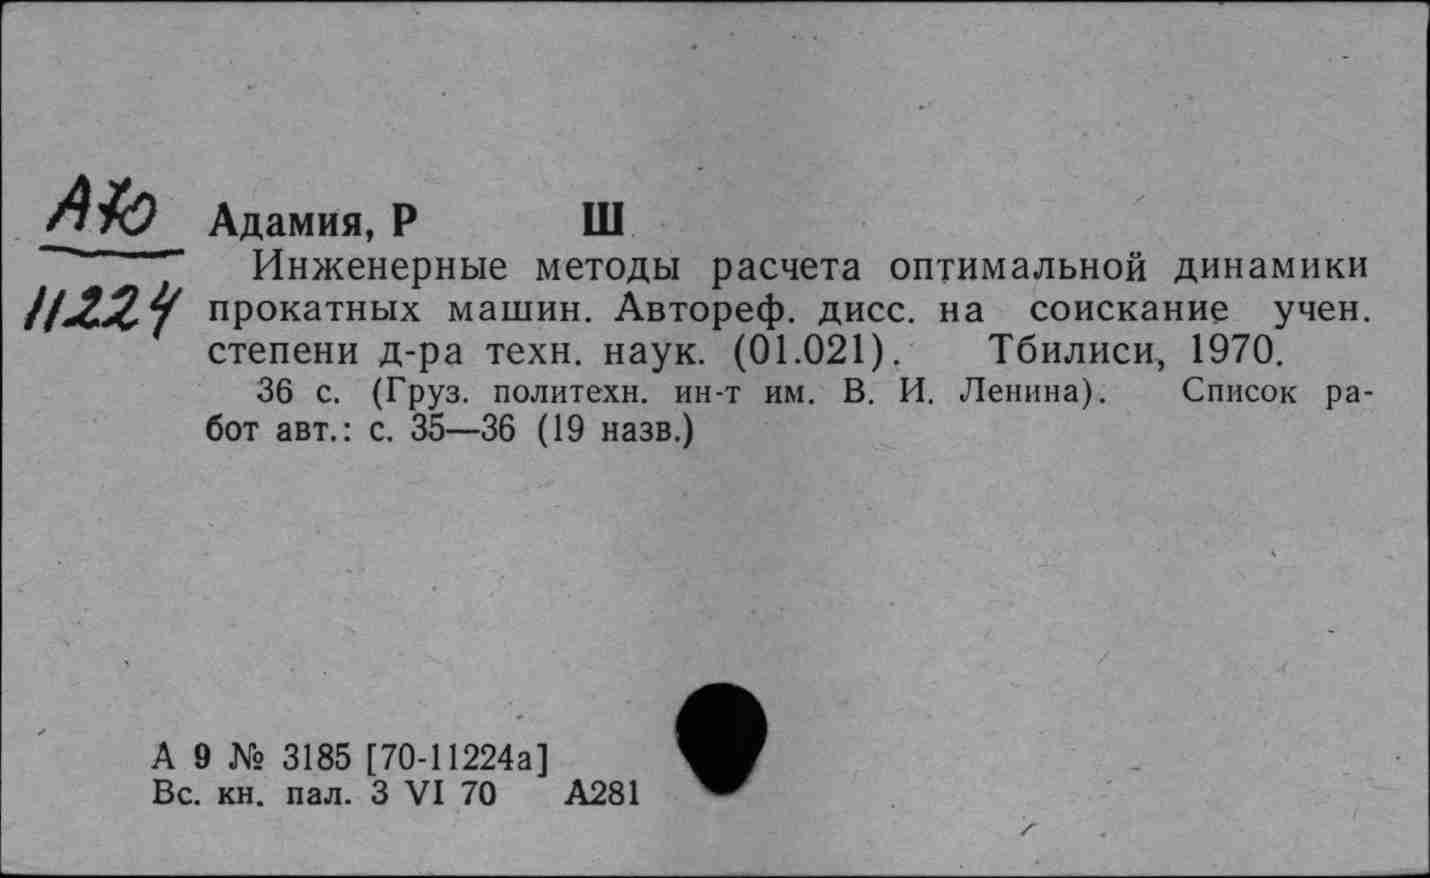 Адамия, Р Ш
Инженерные методы расчета оптимальной динамики
11224 прокатных машин. Автореф. дисс. на соискание учен.
степени д-ра техн. наук. (01.021). Тбилиси, 1970.
36 с. (Груз. политехн. ин-т им. В. И. Ленина). Список ра-
бот авт.: с. 35—36 (19 назв.)
А 9 № 3185 [70-11224а]
Вс. кн. пал. 3 VI 70 А281